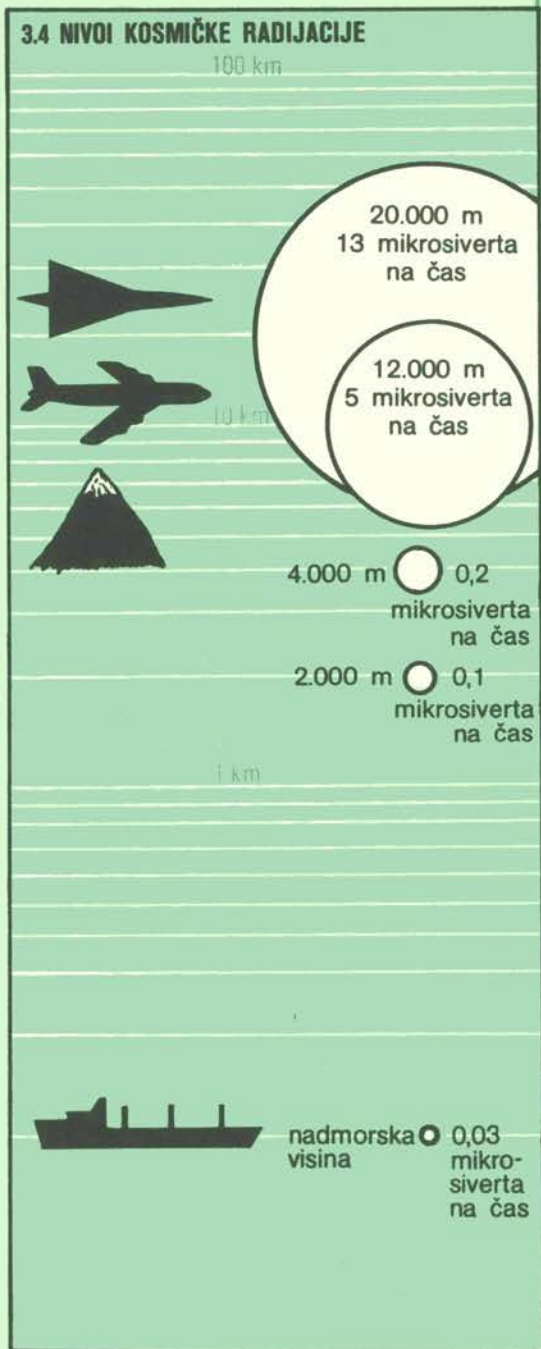 3.4 NIVOI KOSMIČKE RADIJACIJE
100 km
20.000 m
13 mikrosiverta
na čas
12.000 m
5 mikrosiverta
na čas
10 km
4.000 m 0,2
mikrosiverta
na čas
2.000 m 0,1
mikrosiverta
na čas
1 km
nadmorska 0,03
visina mikro-
siverta
na čas